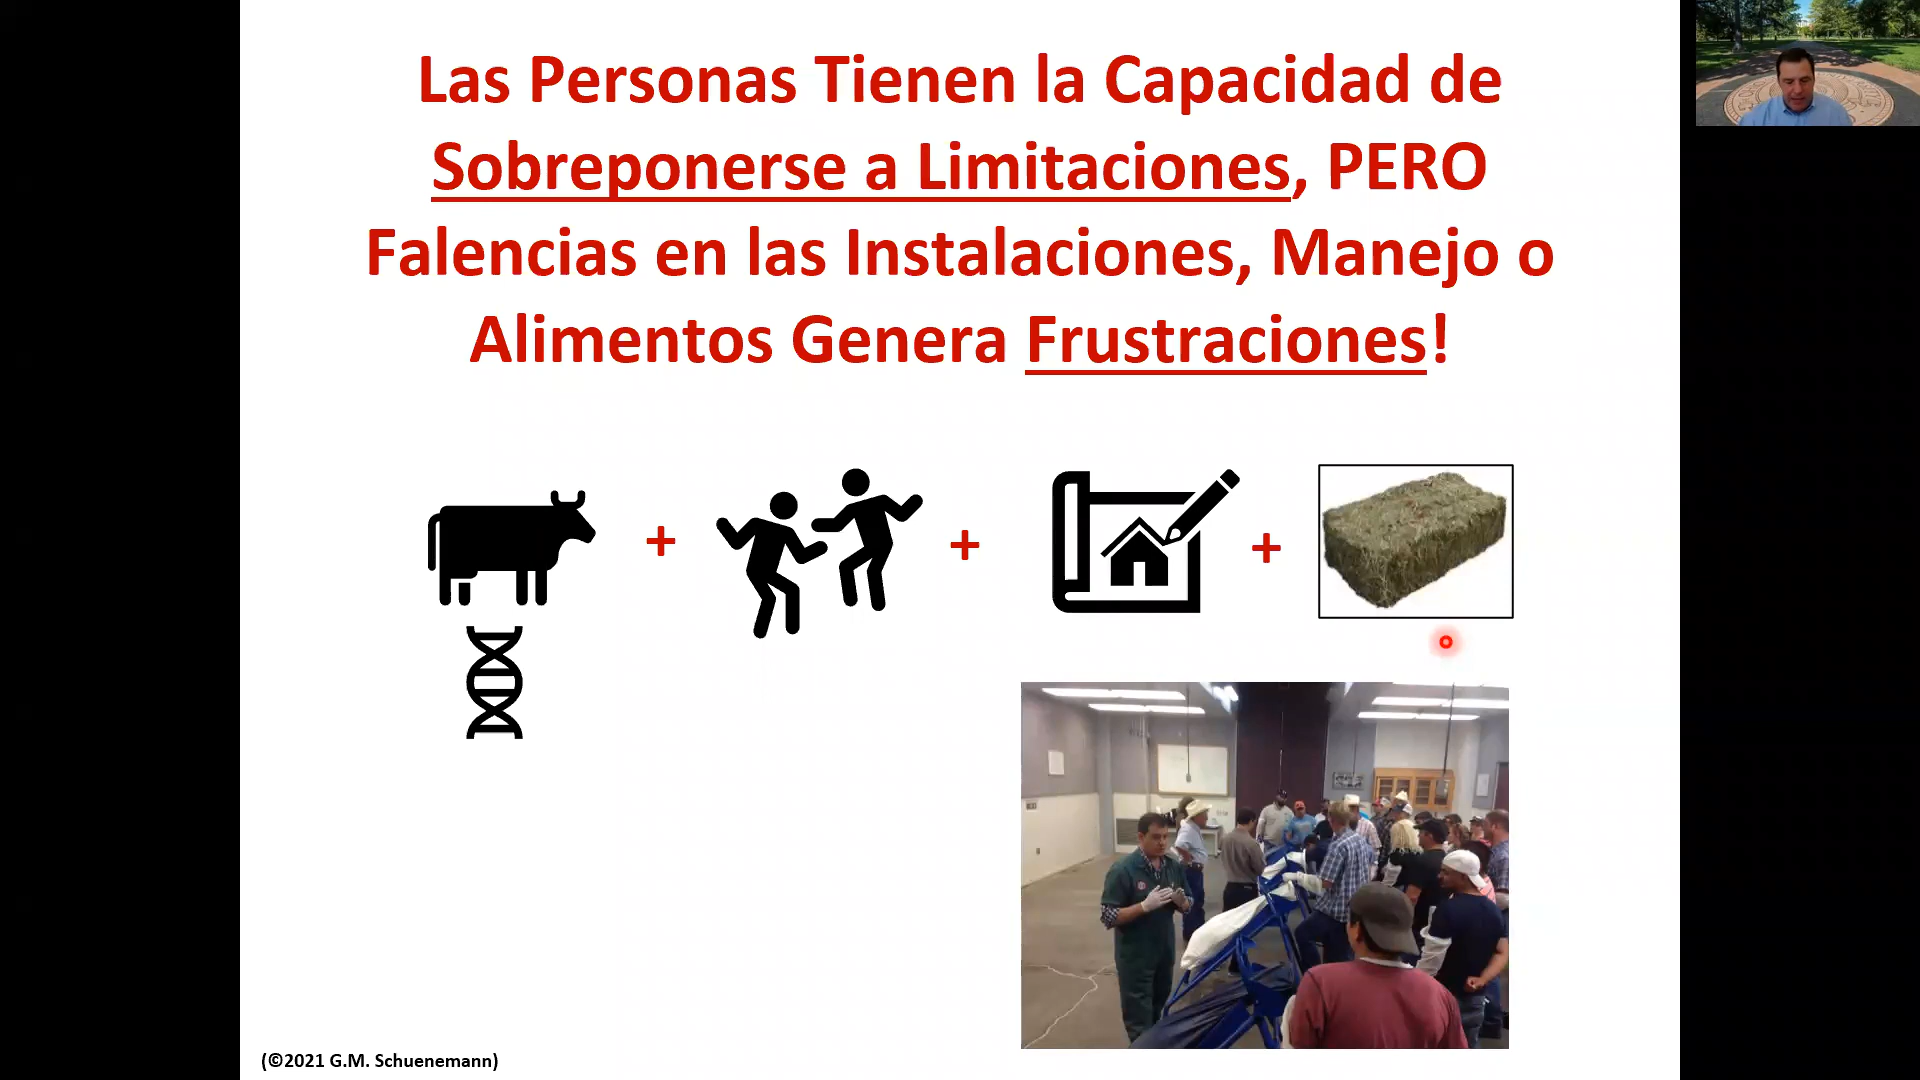 Las Personas Tienen la Capacidad de
Sobreponerse a Limitaciones, PERO
Falencias en las Instalaciones, Manejo o
Alimentos Genera Frustraciones!
+ + +
(©2021 G.M. Schuenemann)